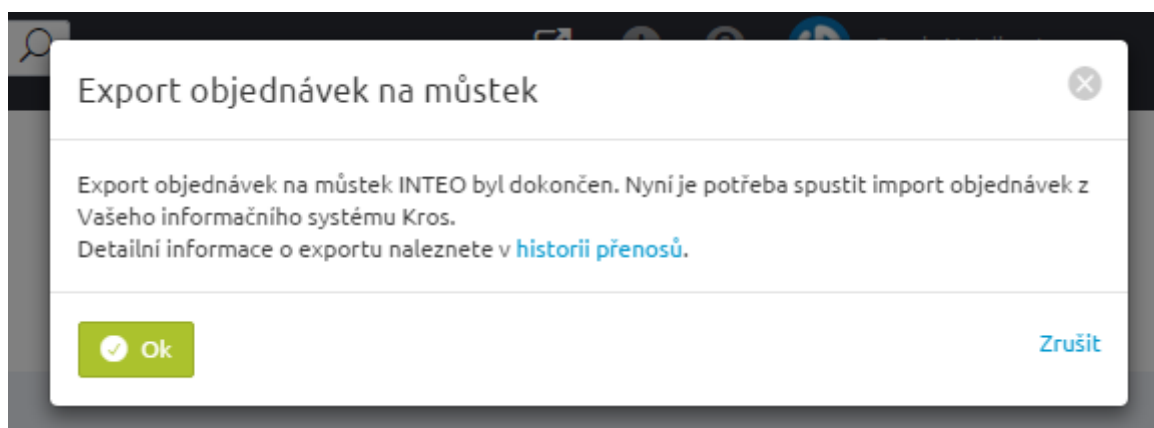 Export objednávek na můstek
Export objednávek na můstek INTEO byl dokončen. Nyní je potřeba spustit import objednávek z
Vašeho informačního systému Kros.
Detailní informace o exportu naleznete v historii přenosů.
Ok
Zrušit